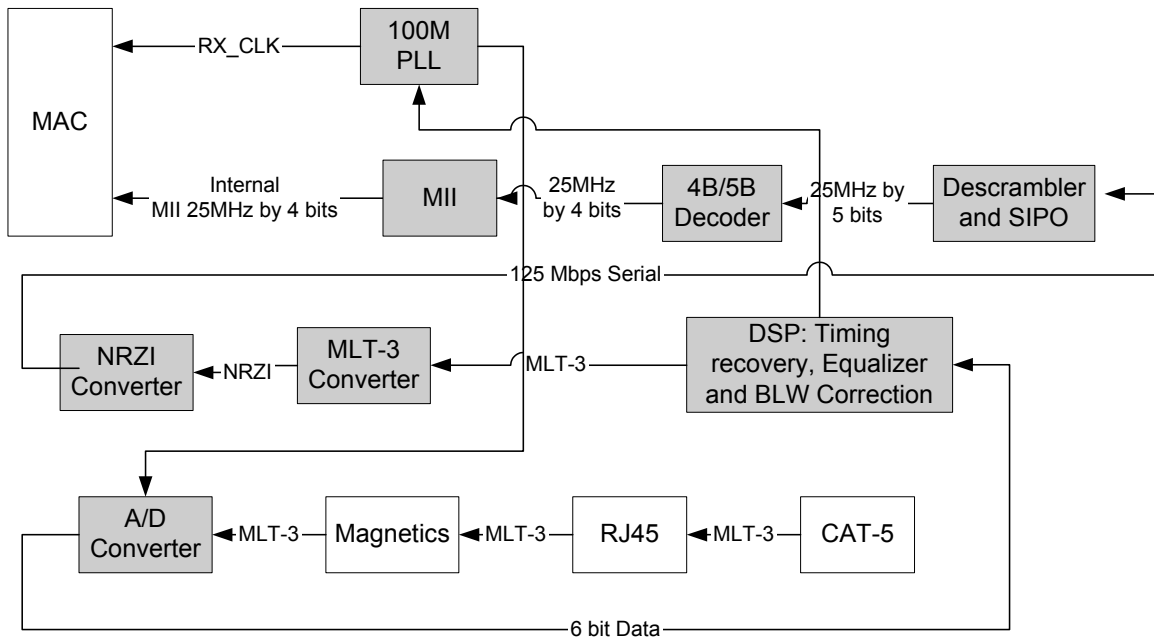 100M
PLL
RX_CLK
MAC
Internal
MII 25MHz by 4 bits
MII
25MHz
by 4 bits
4B/5B
Decoder
25MHz by
5 bits
Descrambler
and SIPO
125 Mbps Serial
NRZI
Converter
NRZI
MLT-3
Converter
MLT-3
DSP: Timing
recovery, Equalizer
and BLW Correction
A/D
Converter
MLT-3
Magnetics
MLT-3
RJ45
MLT-3
CAT-5
6 bit Data